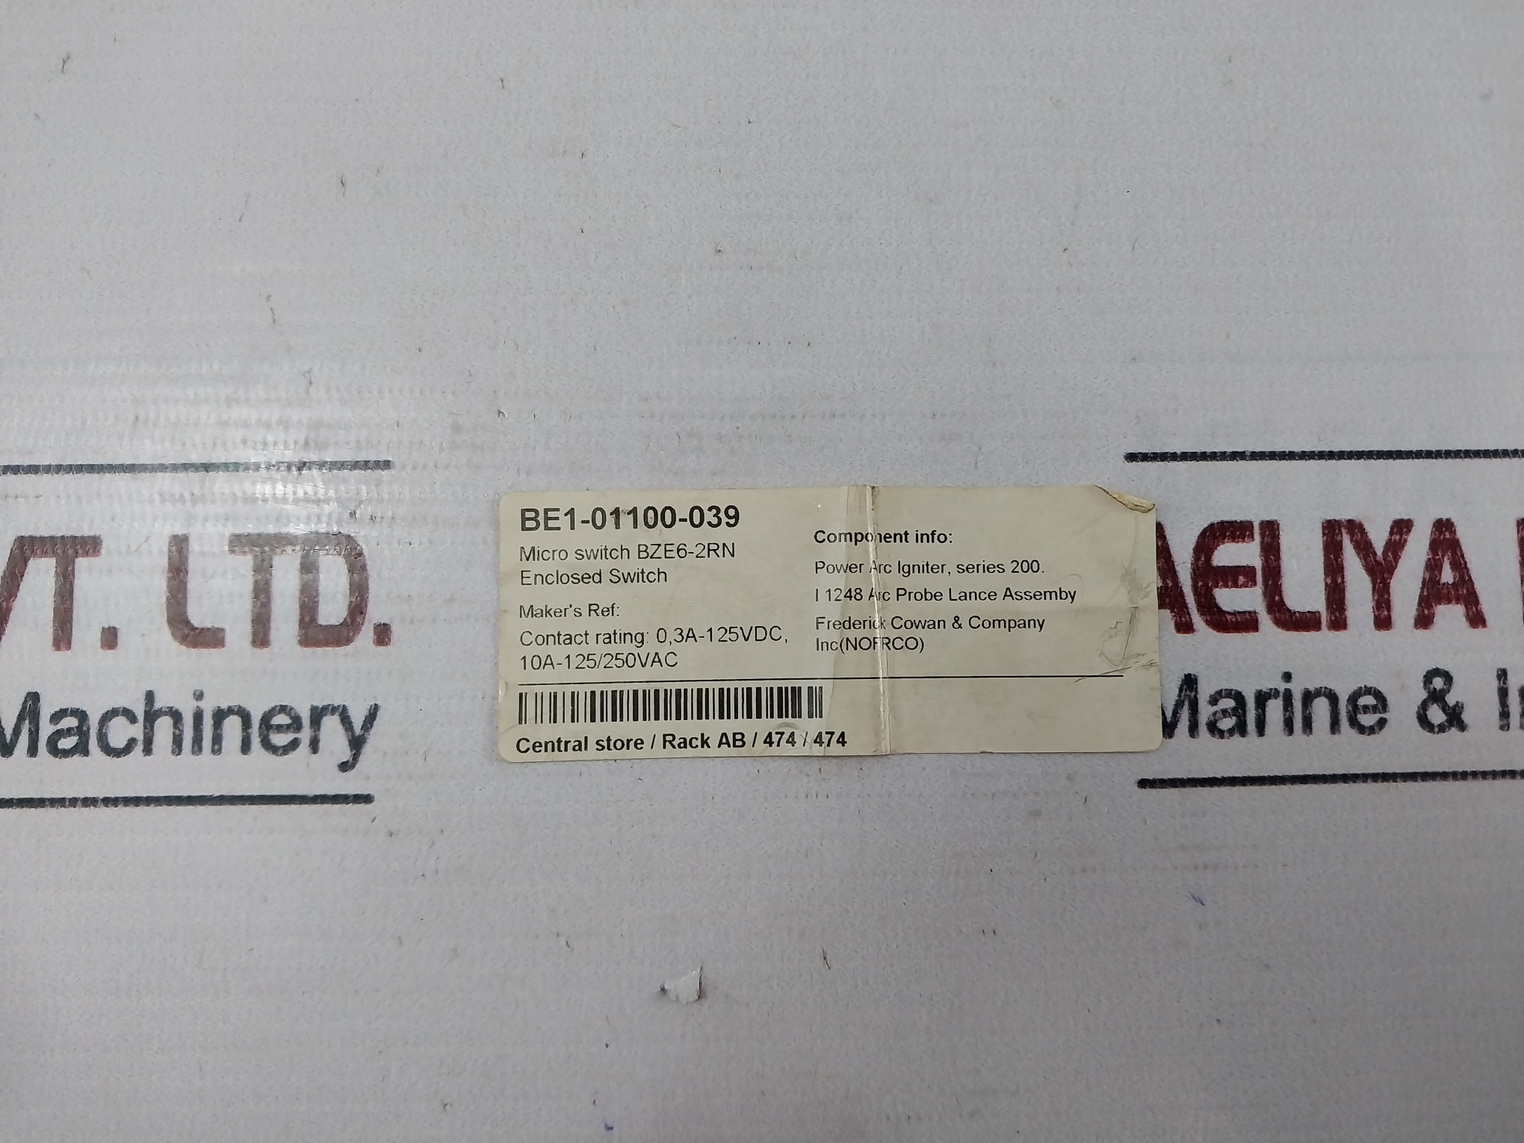 BE1-01100-039
Micro switch BZE6-2RN
Enclosed Switch
Maker's Ref:
Contact rating: 0,3A-125VDC,
10A-125/250VAC
Component info:
Power Arc Igniter, series 200.
I 1248 Arc Probe Lance Assemby
Frederick Cowan & Company
Inc(NOFRCO)
Central store / Rack AB / 474 / 474
VT. LTD.
Machinery
AELIYA
Marine & In